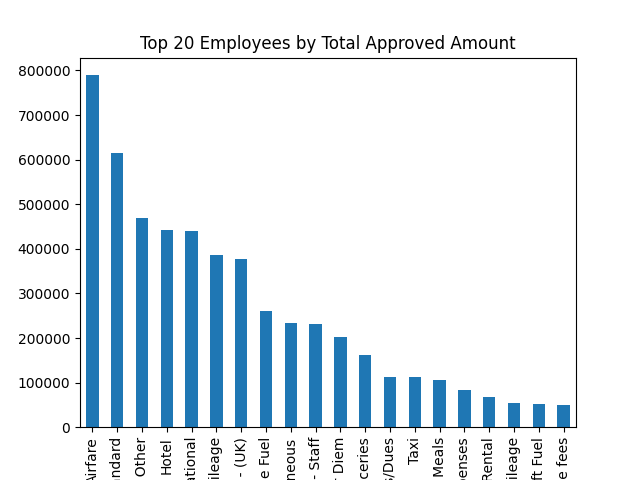 Top 20 Employees by Total Approved Amount
800000
700000
600000
500000
400000
300000
200000
100000
0
Airfare
ndard
Other
Hotel
ational
ileage
- (UK)
e Fuel
neous
- Staff
r Diem
ceries
s/Dues
Taxi
Meals
enses
Rental
ileage
ft Fuel
e fees